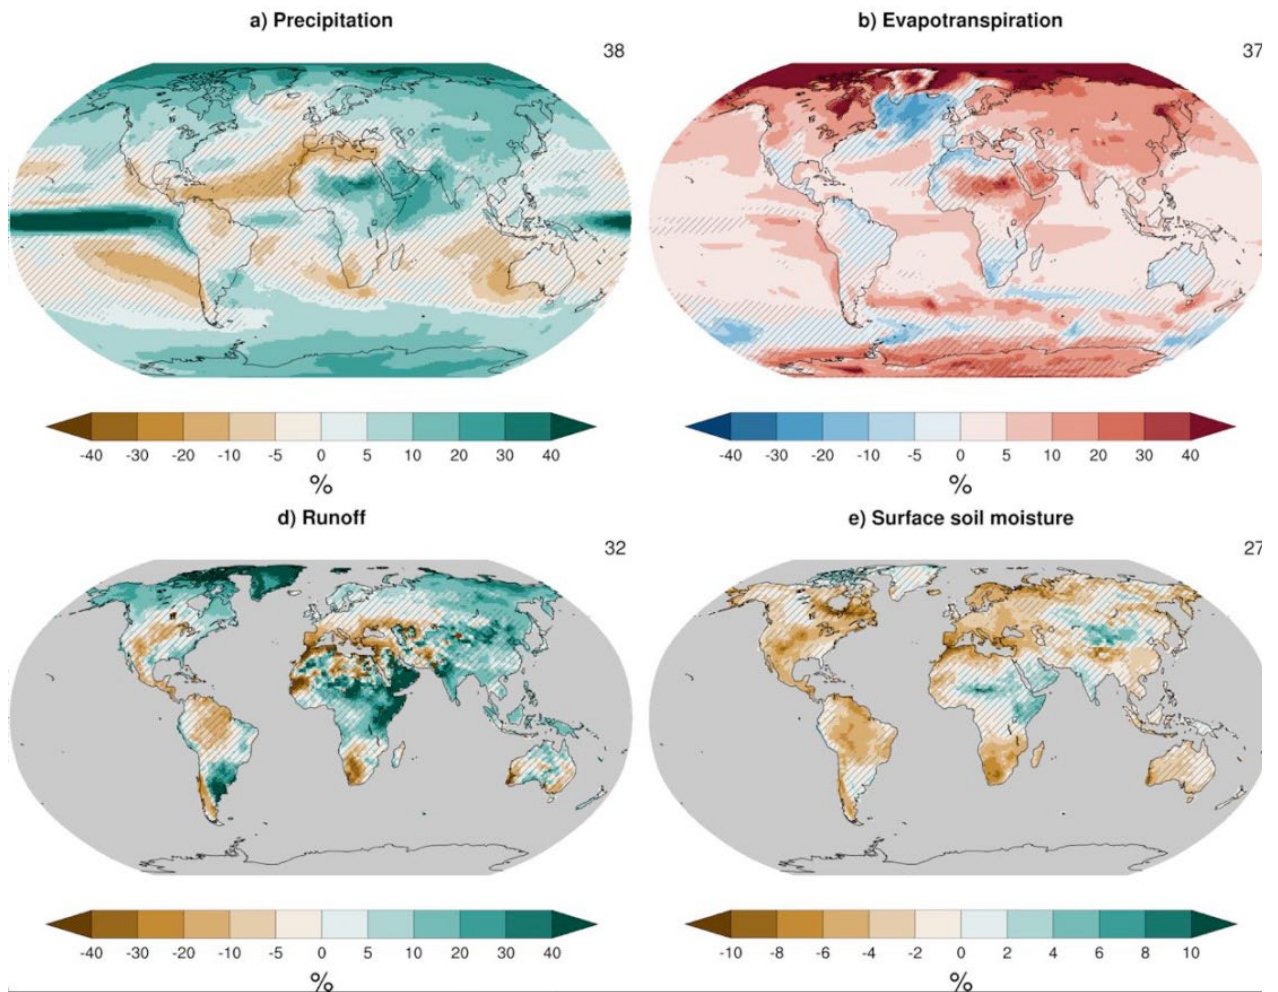 a) Precipitation
38
-40 -30 -20 -10 -5 0 5 10 20 30 40
%
b) Evapotranspiration
37
-40 -30 -20 -10 -5 0 5 10 20 30 40
%
d) Runoff
32
-40 -30 -20 -10 -5 0 5 10 20 30 40
%
e) Surface soil moisture
27
-10 -8 -6 -4 -2 0 2 4 6 8 10
%